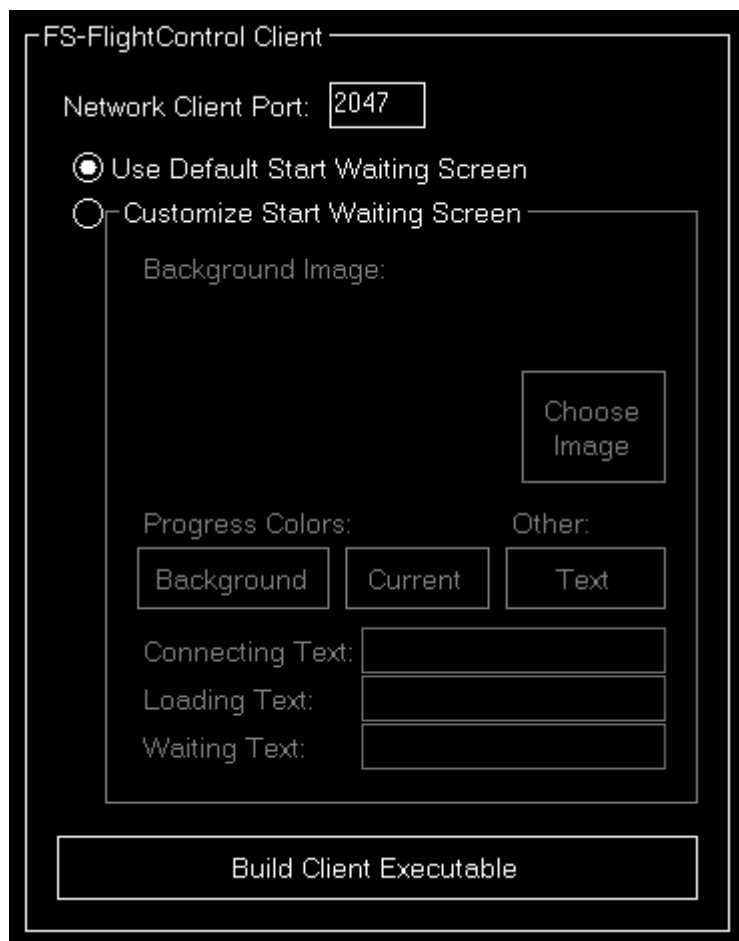 FS-FlightControl Client
Network Client Port: 2047
Use Default Start Waiting Screen
Customize Start Waiting Screen
Background Image:
Choose
Image
Progress Colors: Other:
Background Current Text
Connecting Text:
Loading Text:
Waiting Text:
Build Client Executable